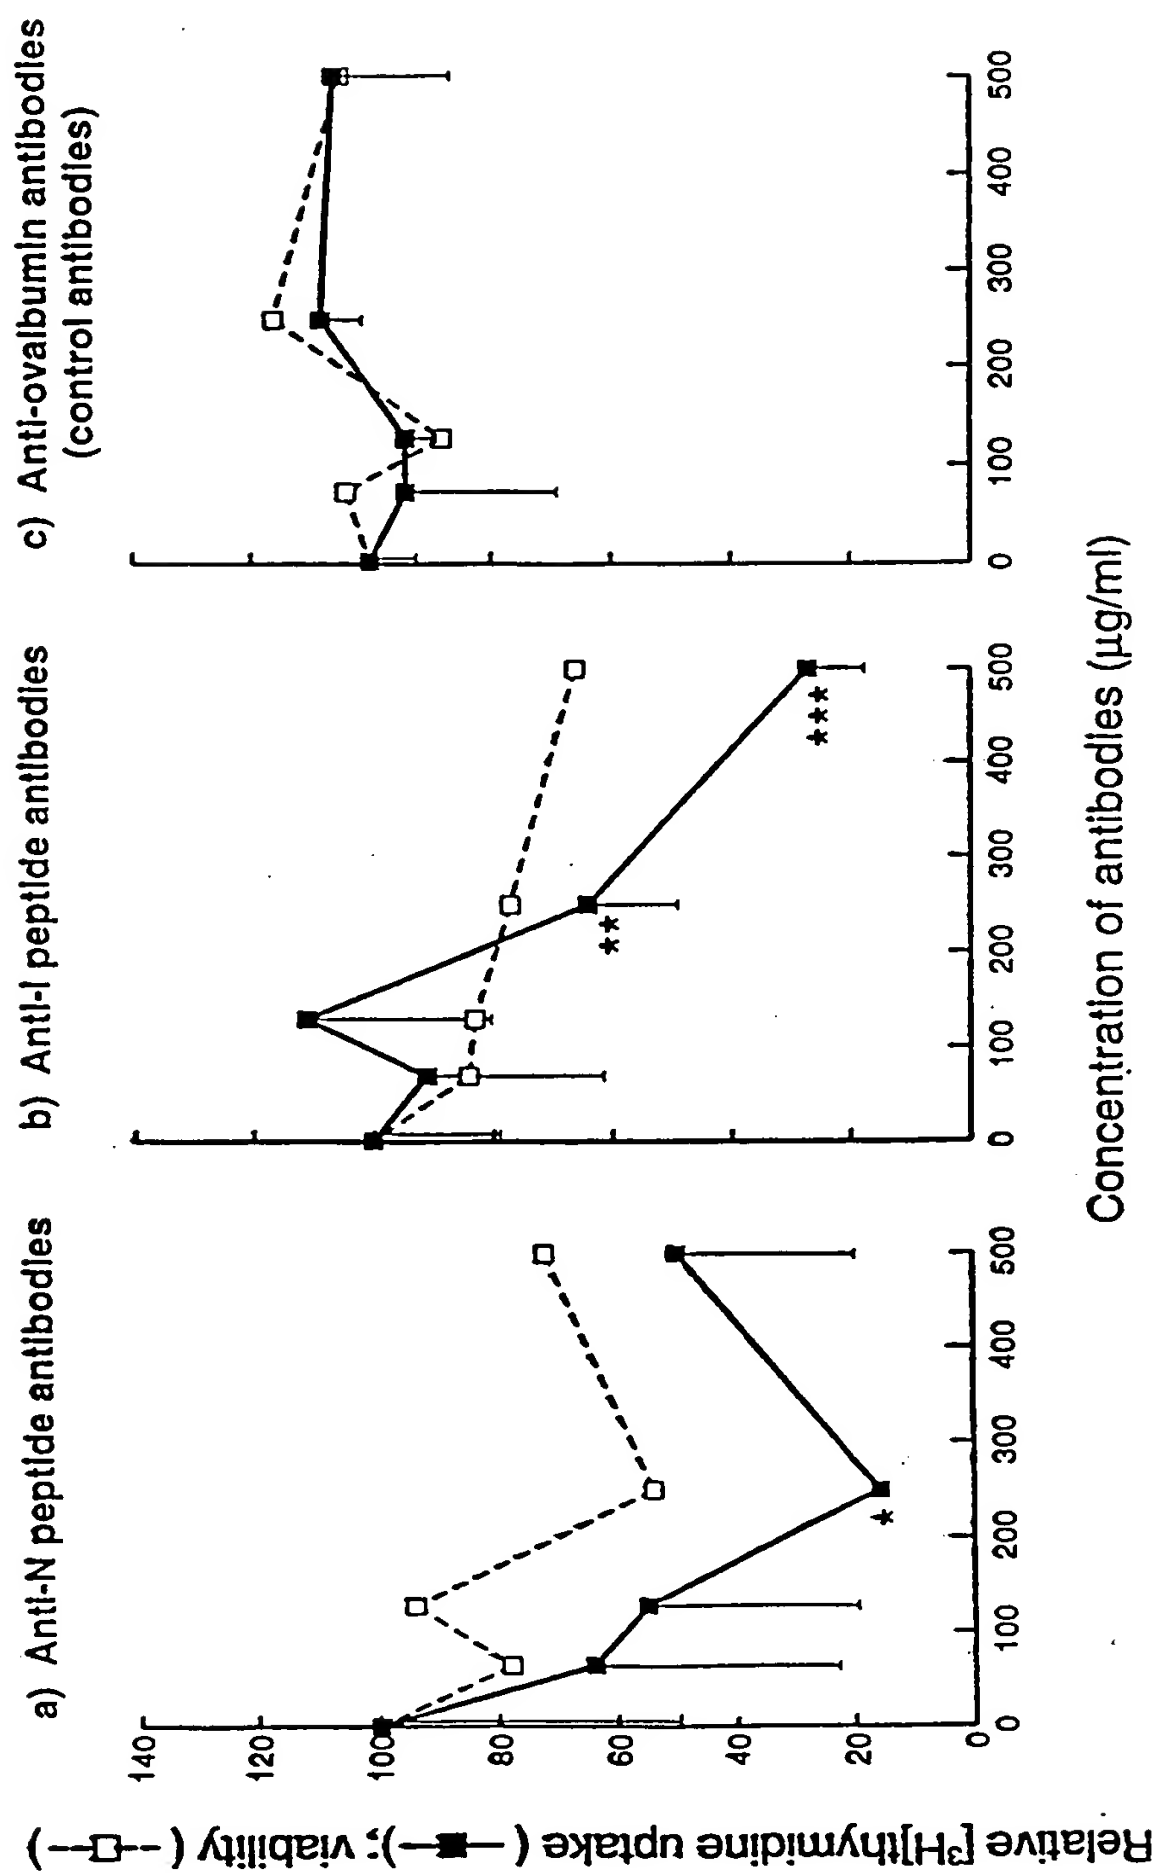 a) Anti-N peptide antibodies
b) Anti-I peptide antibodies
c) Anti-ovalbumin antibodies
(control antibodies)
Relative [³H]thymidine uptake (—■—); viability (--□--)
140
120
100
80
60
40
20
0
0 100 200 300 400 500
*
0 100 200 300 400 500
**
***
0 100 200 300 400 500
Concentration of antibodies (μg/ml)